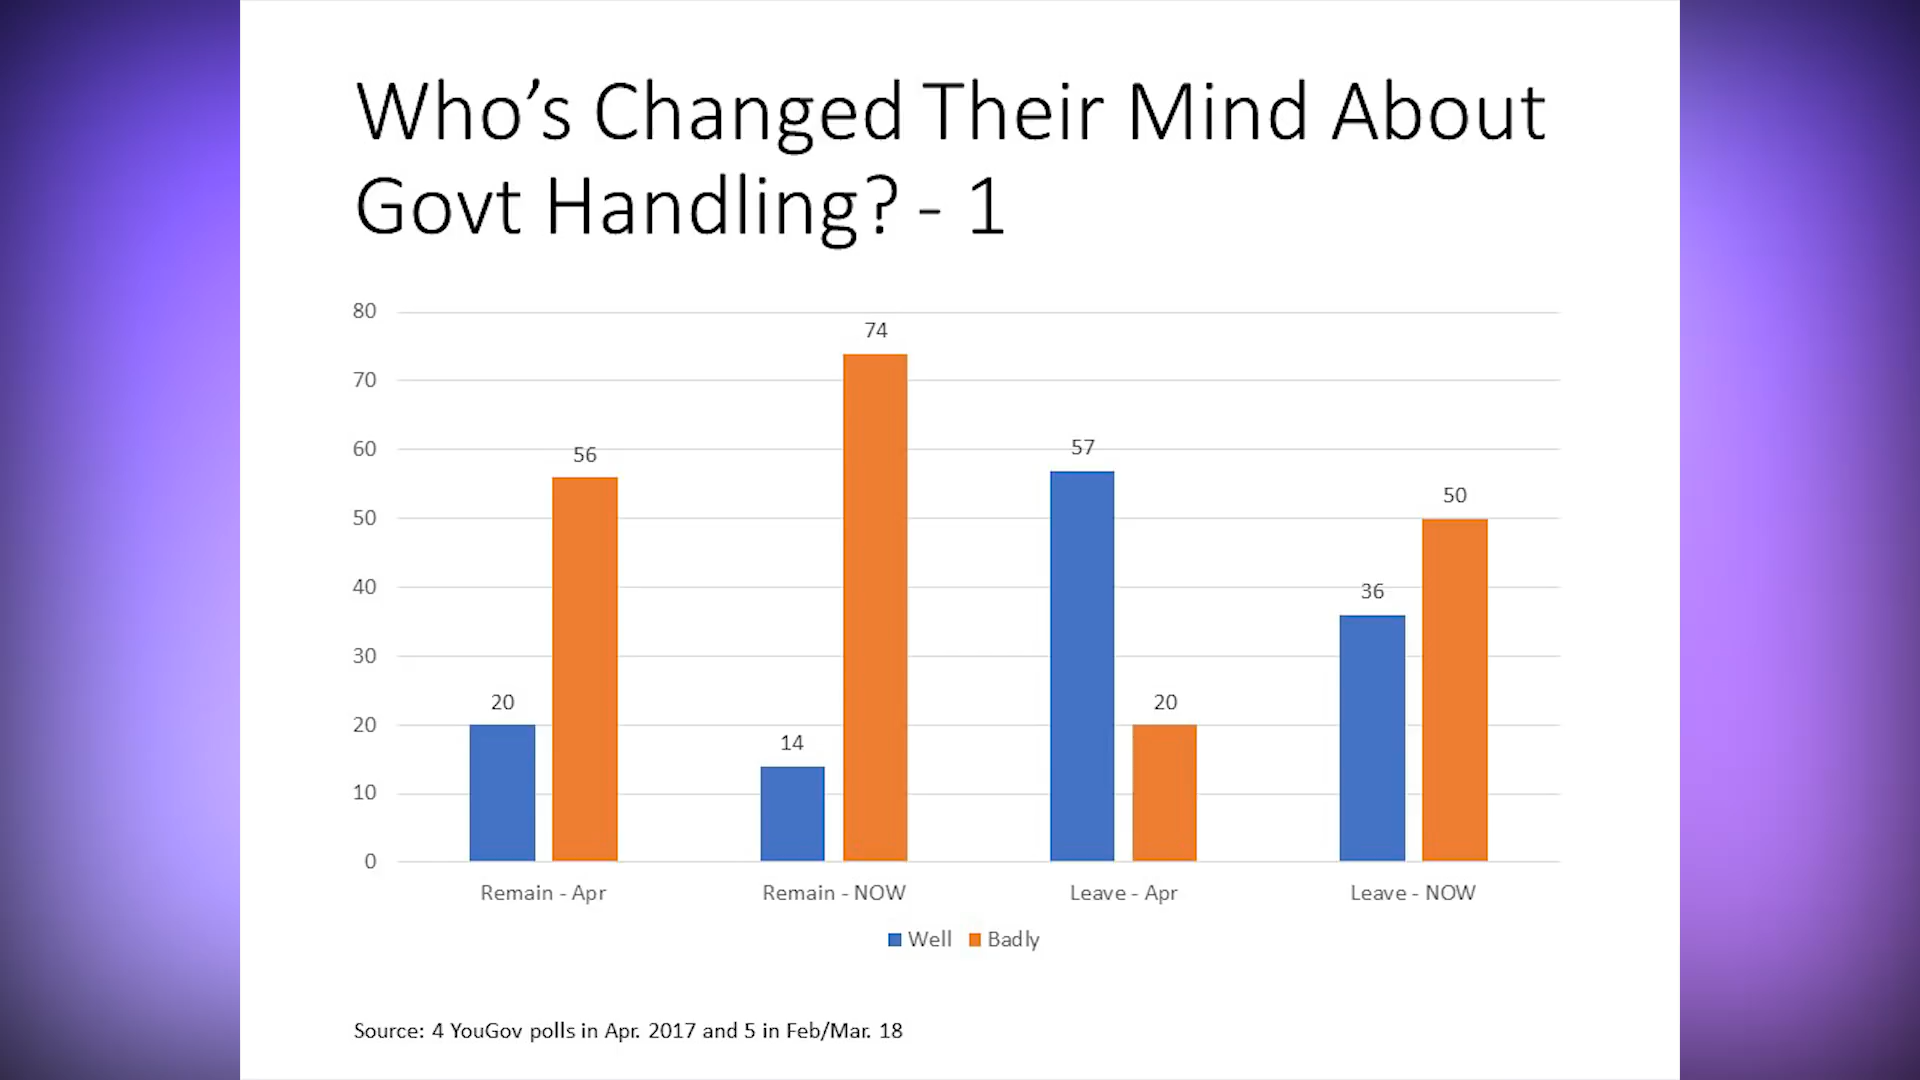 Who’s Changed Their Mind About
Govt Handling? - 1
80
70
60
50
40
30
20
10
0
20
56
14
74
57
20
36
50
Remain - Apr
Remain - NOW
Leave - Apr
Leave - NOW
Well
Badly
Source: 4 YouGov polls in Apr. 2017 and 5 in Feb/Mar. 18